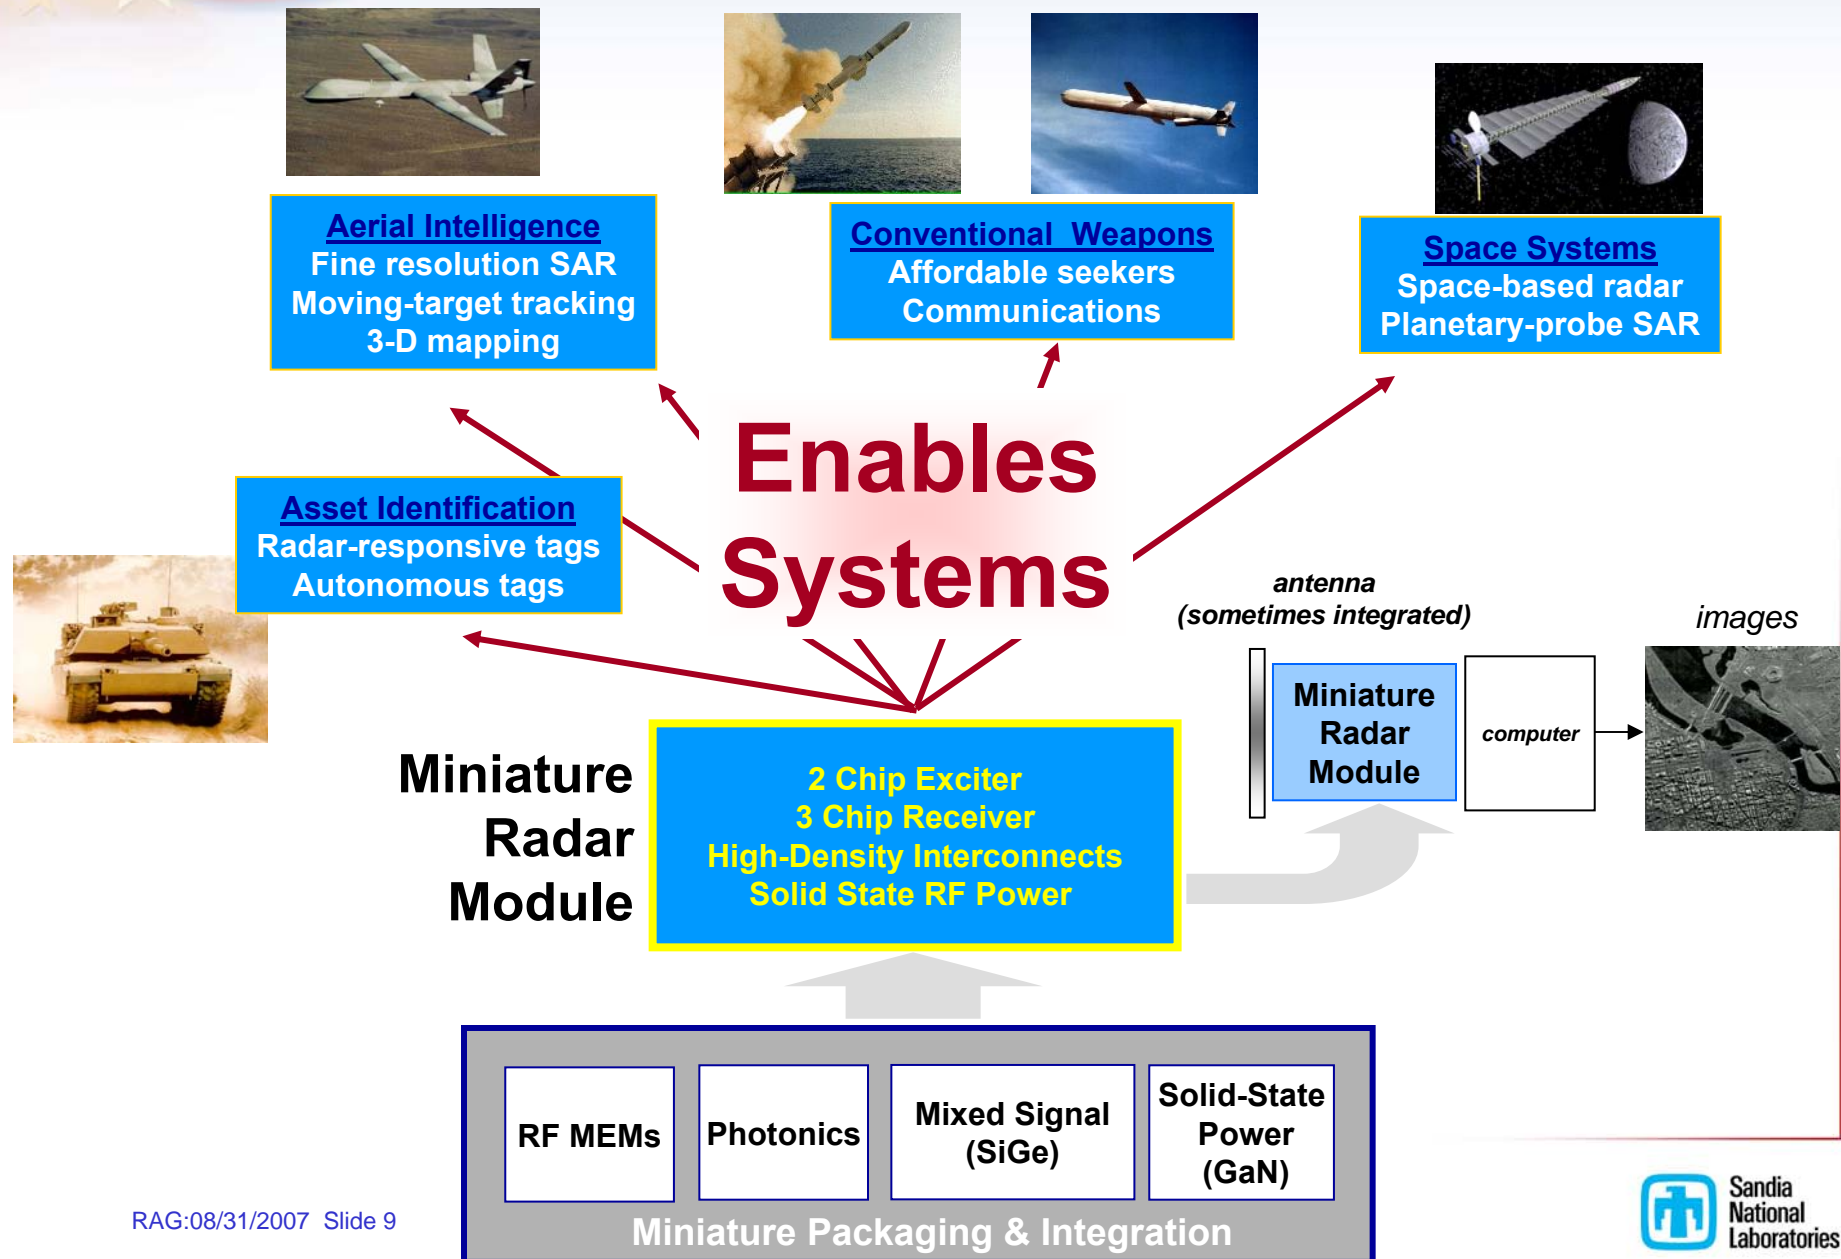 Aerial Intelligence
Fine resolution SAR
Moving-target tracking
3-D mapping
Conventional Weapons
Affordable seekers
Communications
Space Systems
Space-based radar
Planetary-probe SAR
Enables
Systems
Asset Identification
Radar-responsive tags
Autonomous tags
antenna
(sometimes integrated)
images
Miniature
Radar
Module
computer
Miniature
Radar
Module
2 Chip Exciter
3 Chip Receiver
High-Density Interconnects
Solid State RF Power
RF MEMs
Photonics
Mixed Signal
(SiGe)
Solid-State
Power
(GaN)
Miniature Packaging & Integration
RAG:08/31/2007 Slide 9
Sandia
National
Laboratories